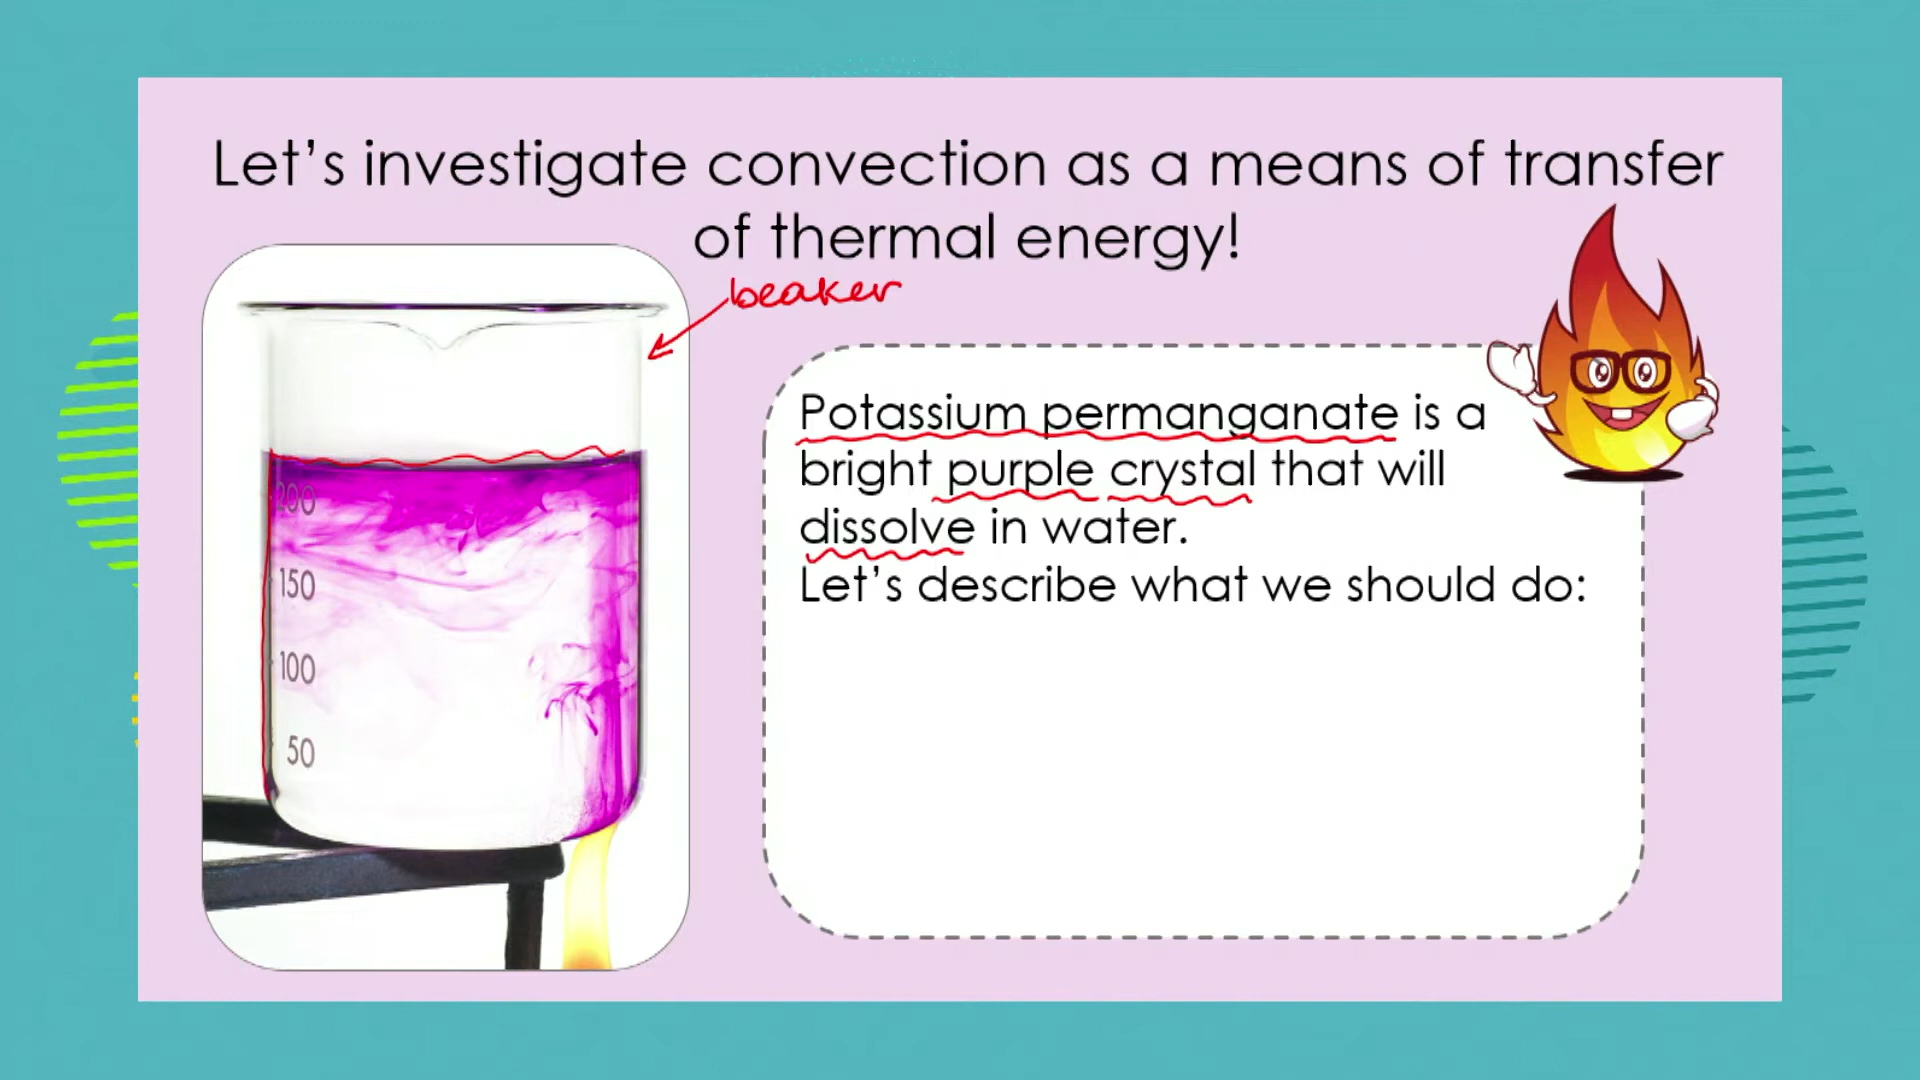 Let's investigate convection as a means of transfer
of thermal energy!
beaker
Potassium permanganate is a
bright purple crystal that will
dissolve in water.
Let's describe what we should do:
200
150
100
50